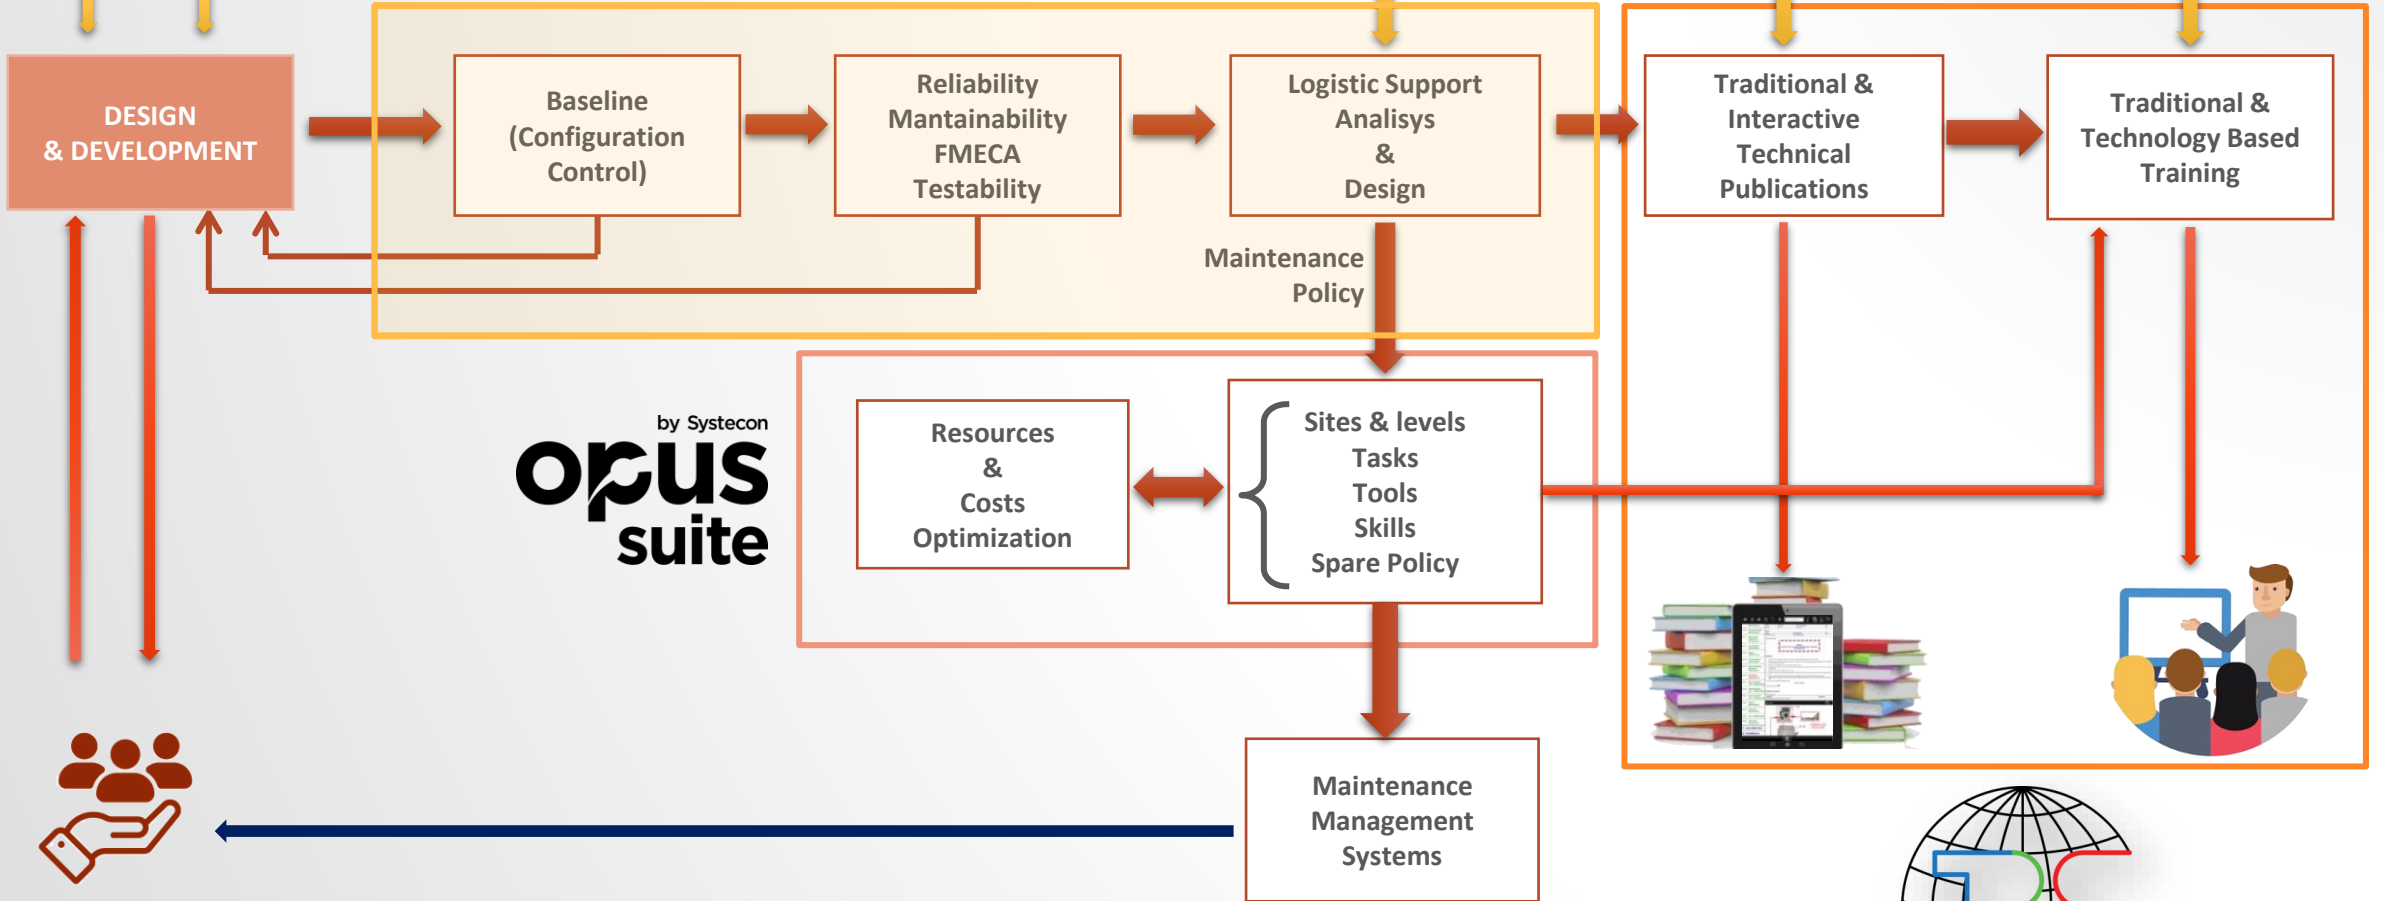 DESIGN
& DEVELOPMENT
Baseline
(Configuration
Control)
Reliability
Mantainability
FMECA
Testability
Logistic Support
Analisys
&
Design
Traditional &
Interactive
Technical
Publications
Traditional &
Technology Based
Training
Maintenance
Policy
by Systecon
opus
suite
Resources
&
Costs
Optimization
Sites & levels
Tasks
Tools
Skills
Spare Policy
Maintenance
Management
Systems